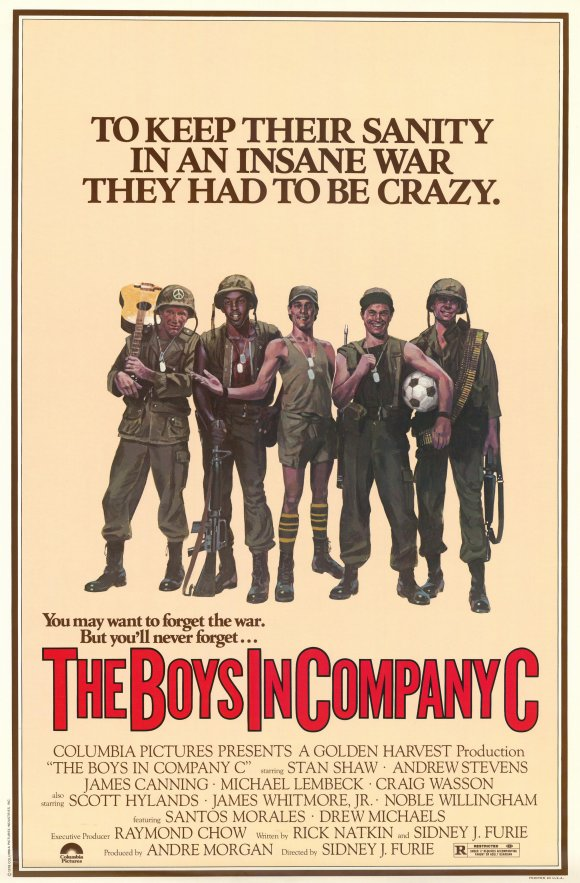 TO KEEP THEIR SANITY
IN AN INSANE WAR
THEY HAD TO BE CRAZY.
You may want to forget the war.
But you'll never forget...
THE BOYS IN COMPANY C
COLUMBIA PICTURES PRESENTS A GOLDEN HARVEST Production
"THE BOYS IN COMPANY C" starring STAN SHAW · ANDREW STEVENS
JAMES CANNING · MICHAEL LEMBECK · CRAIG WASSON
also starring SCOTT HYLANDS · JAMES WHITMORE, JR. · NOBLE WILLINGHAM
featuring SANTOS MORALES · DREW MICHAELS
Executive Producer RAYMOND CHOW Written by RICK NATKIN and SIDNEY J. FURIE
Produced by ANDRE MORGAN Directed by SIDNEY J. FURIE
Columbia Pictures
R RESTRICTED
PRINTED IN U.S.A.